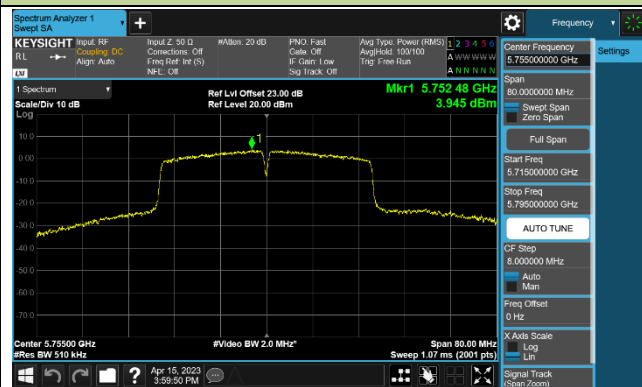 Spectrum Analyzer 1
Swept SA
Frequency
KEYSIGHT
Input: RF
Coupling: DC
Align: Auto
Input Z: 50 Ω
Corrections: Off
Freq Ref: Int (S)
NFE: Off
#Atten: 20 dB
PNO: Fast
Gate: Off
IF Gain: Low
Sig Track: Off
Avg Type: Power (RMS)
Avg|Hold: 100/100
Trig: Free Run
1 2 3 4 5 6
A W W W W W
A N N N N N
RL
LXI
1 Spectrum
Scale/Div 10 dB
Log
Ref Lvl Offset 23.00 dB
Ref Level 20.00 dBm
Mkr1 5.752 48 GHz
3.945 dBm
1
10.0
0.00
-10.0
-20.0
-30.0
-40.0
-50.0
-60.0
-70.0
Center 5.75500 GHz
#Res BW 510 kHz
#Video BW 2.0 MHz*
Span 80.00 MHz
Sweep 1.07 ms (2001 pts)
Center Frequency
5.755000000 GHz
Settings
Span
80.0000000 MHz
Swept Span
Zero Span
Full Span
Start Freq
5.715000000 GHz
Stop Freq
5.795000000 GHz
AUTO TUNE
CF Step
8.000000 MHz
Auto
Man
Freq Offset
0 Hz
X Axis Scale
Log
Lin
Signal Track
(Span Zoom)
Apr 15, 2023
3:59:50 PM